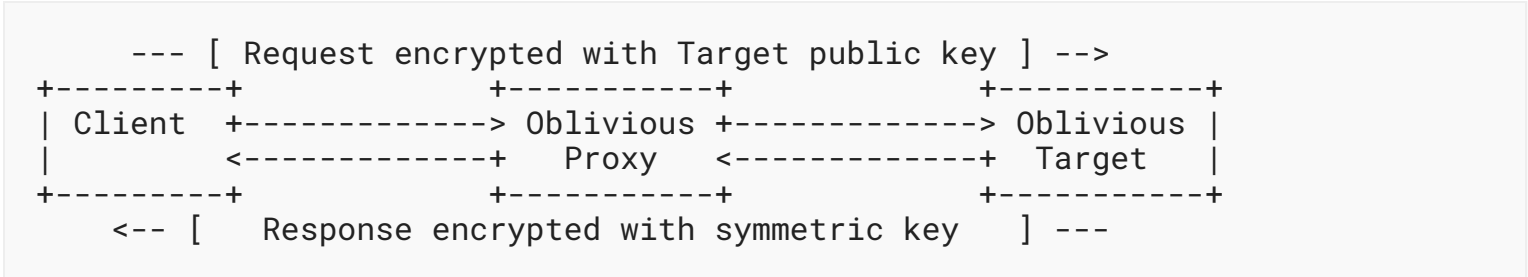 --- [ Request encrypted with Target public key ] -->
+---------+             +-----------+             +-----------+
| Client  +-------------> Oblivious +-------------> Oblivious |
|         <-------------+   Proxy   <-------------+  Target   |
+---------+             +-----------+             +-----------+
    <-- [   Response encrypted with symmetric key   ] ---